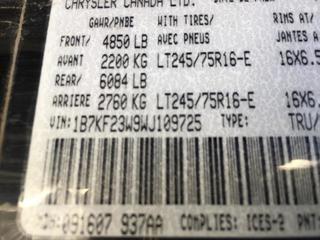 CHRYSLER CANADA LTD.
GAWR/PNBE WITH TIRES/ RIMS AT/
FRONT/ 4850 LB AVEC PNEUS JANTES A
AVANT 2200 KG LT245/75R16-E 16X6.5
REAR/ 6084 LB
ARRIERE 2760 KG LT245/75R16-E 16X6.
VIN: 1B7KF23W9WJ109725 TYPE: TRU/
091607 937AA COMPLIES: ICES-2 PNT: